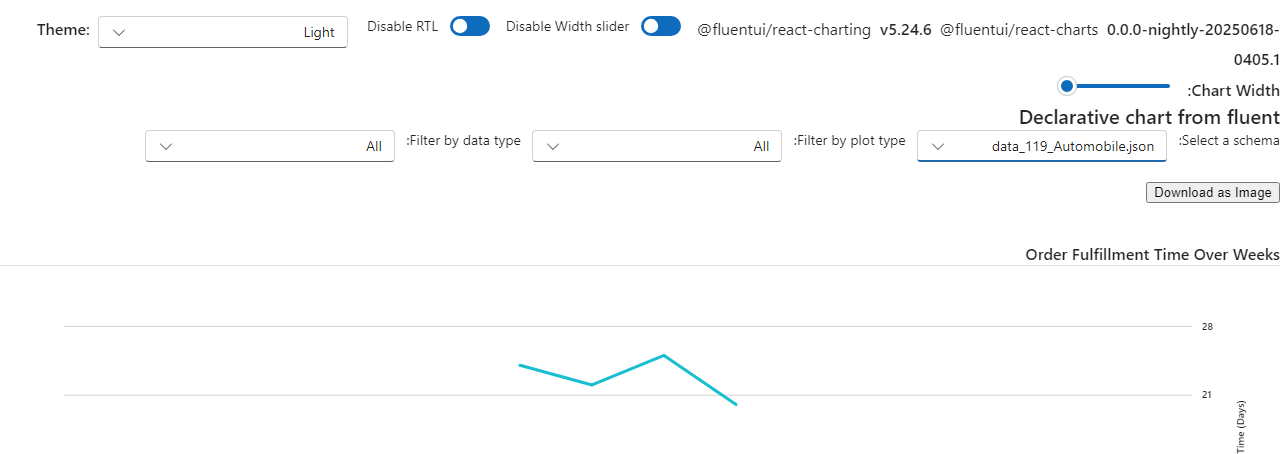 Theme: Light Disable RTL Disable Width slider @fluentui/react-charting v5.24.6 @fluentui/react-charts 0.0.0-nightly-20250618-
0405.1
:Chart Width
Declarative chart from fluent
:Select a schema data_119_Automobile.json :Filter by plot type All :Filter by data type All
Download as Image
Order Fulfillment Time Over Weeks
28
21
Time (Days)